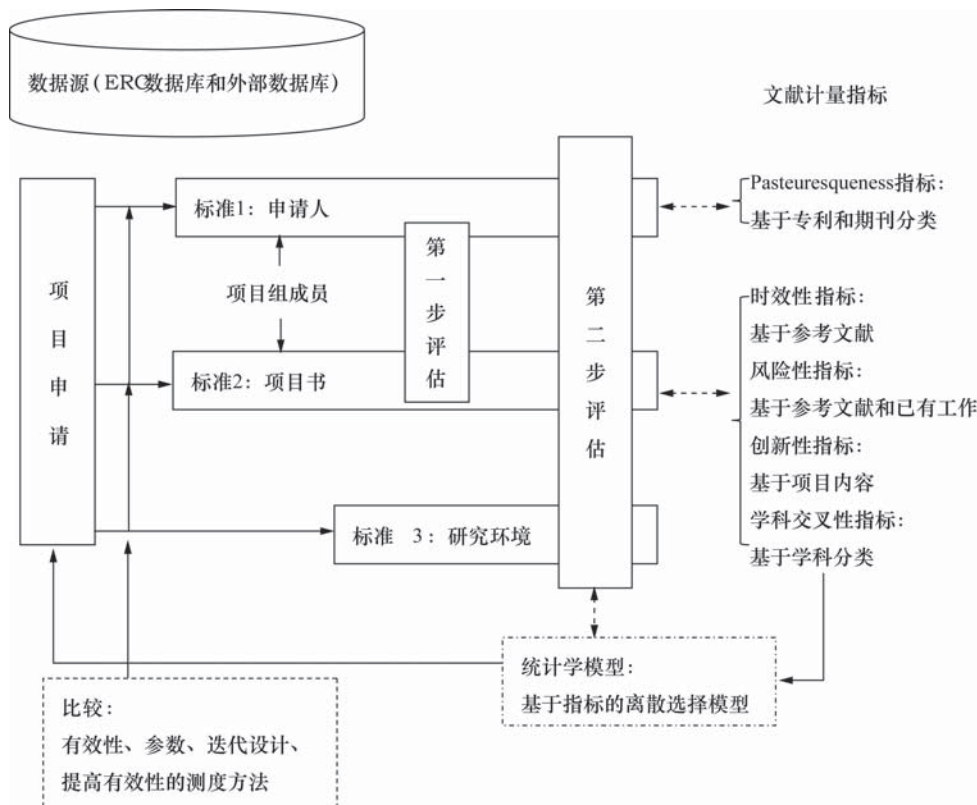 数据源(ERC数据库和外部数据库)
文献计量指标
项目申请
标准1：申请人
项目组成员
标准2：项目书
标准 3：研究环境
第一步评估
第二步评估
Pasteuresqueness指标：
基于专利和期刊分类
时效性指标：
基于参考文献
风险性指标：
基于参考文献和已有工作
创新性指标：
基于项目内容
学科交叉性指标：
基于学科分类
统计学模型：
基于指标的离散选择模型
比较：
有效性、参数、迭代设计、
提高有效性的测度方法